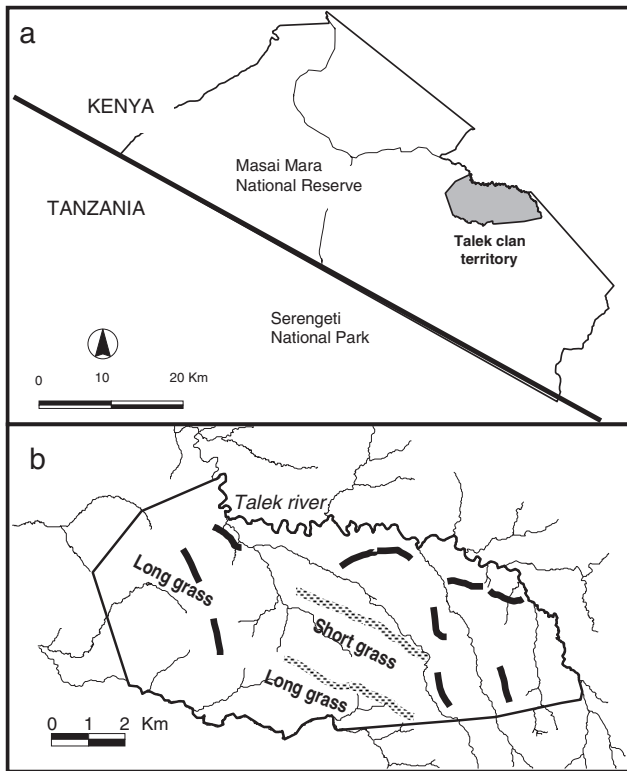 a
KENYA
TANZANIA
Masai Mara
National Reserve
Talek clan
territory
Serengeti
National Park
0 10 20 Km
b
Talek river
Long grass
Short grass
Long grass
0 1 2 Km